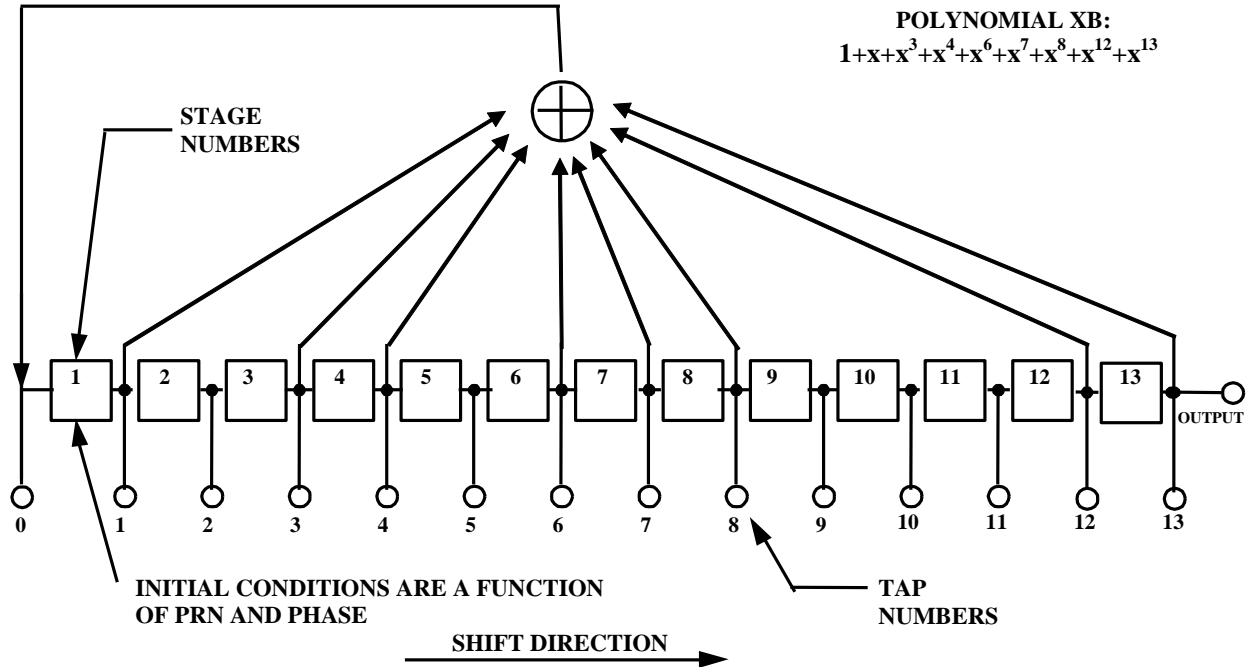 POLYNOMIAL XB:
1+x+x³+x⁴+x⁶+x⁷+x⁸+x¹²+x¹³
STAGE
NUMBERS
1 2 3 4 5 6 7 8 9 10 11 12 13
OUTPUT
0 1 2 3 4 5 6 7 8 9 10 11 12 13
INITIAL CONDITIONS ARE A FUNCTION
OF PRN AND PHASE
TAP
NUMBERS
SHIFT DIRECTION